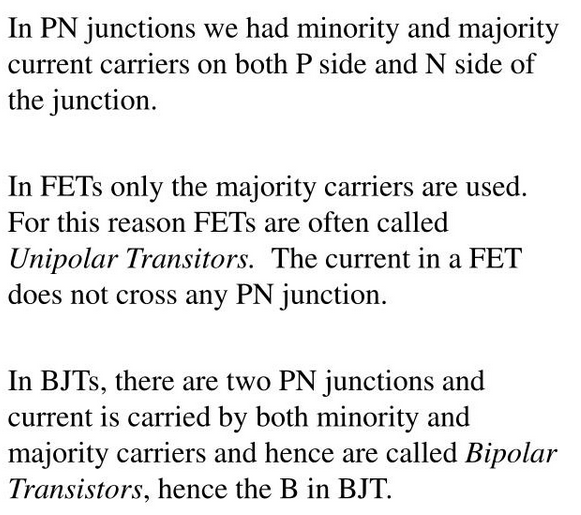 In PN junctions we had minority and majority
current carriers on both P side and N side of
the junction.
In FETs only the majority carriers are used.
For this reason FETs are often called
Unipolar Transitors.  The current in a FET
does not cross any PN junction.
In BJTs, there are two PN junctions and
current is carried by both minority and
majority carriers and hence are called Bipolar
Transistors, hence the B in BJT.